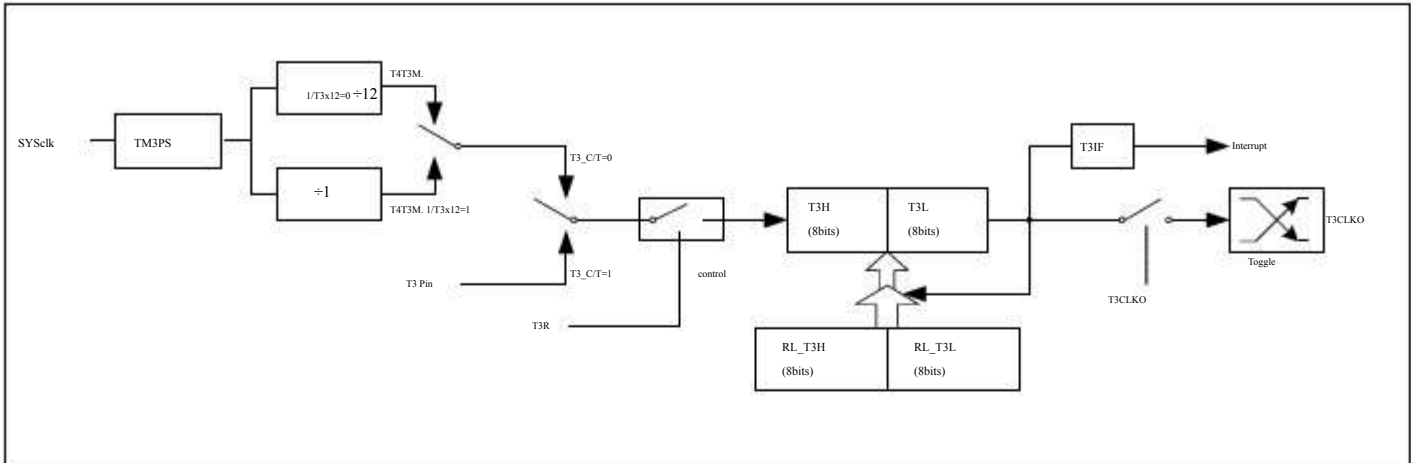 T4T3M.
1/T3x12=0 ÷12
SYSclk
TM3PS
T3_C/T=0
T3IF
Interrupt
÷1
T4T3M. 1/T3x12=1
T3H
(8bits)
T3L
(8bits)
T3CLKO
Toggle
T3 Pin
T3_C/T=1
control
T3CLKO
T3R
RL_T3H
(8bits)
RL_T3L
(8bits)